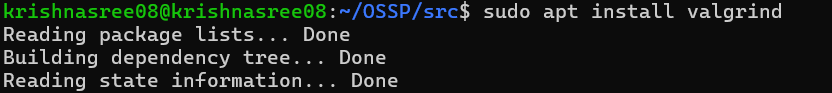 krishnasree08@krishnasree08:~/OSSP/src$ sudo apt install valgrind
Reading package lists... Done
Building dependency tree... Done
Reading state information... Done